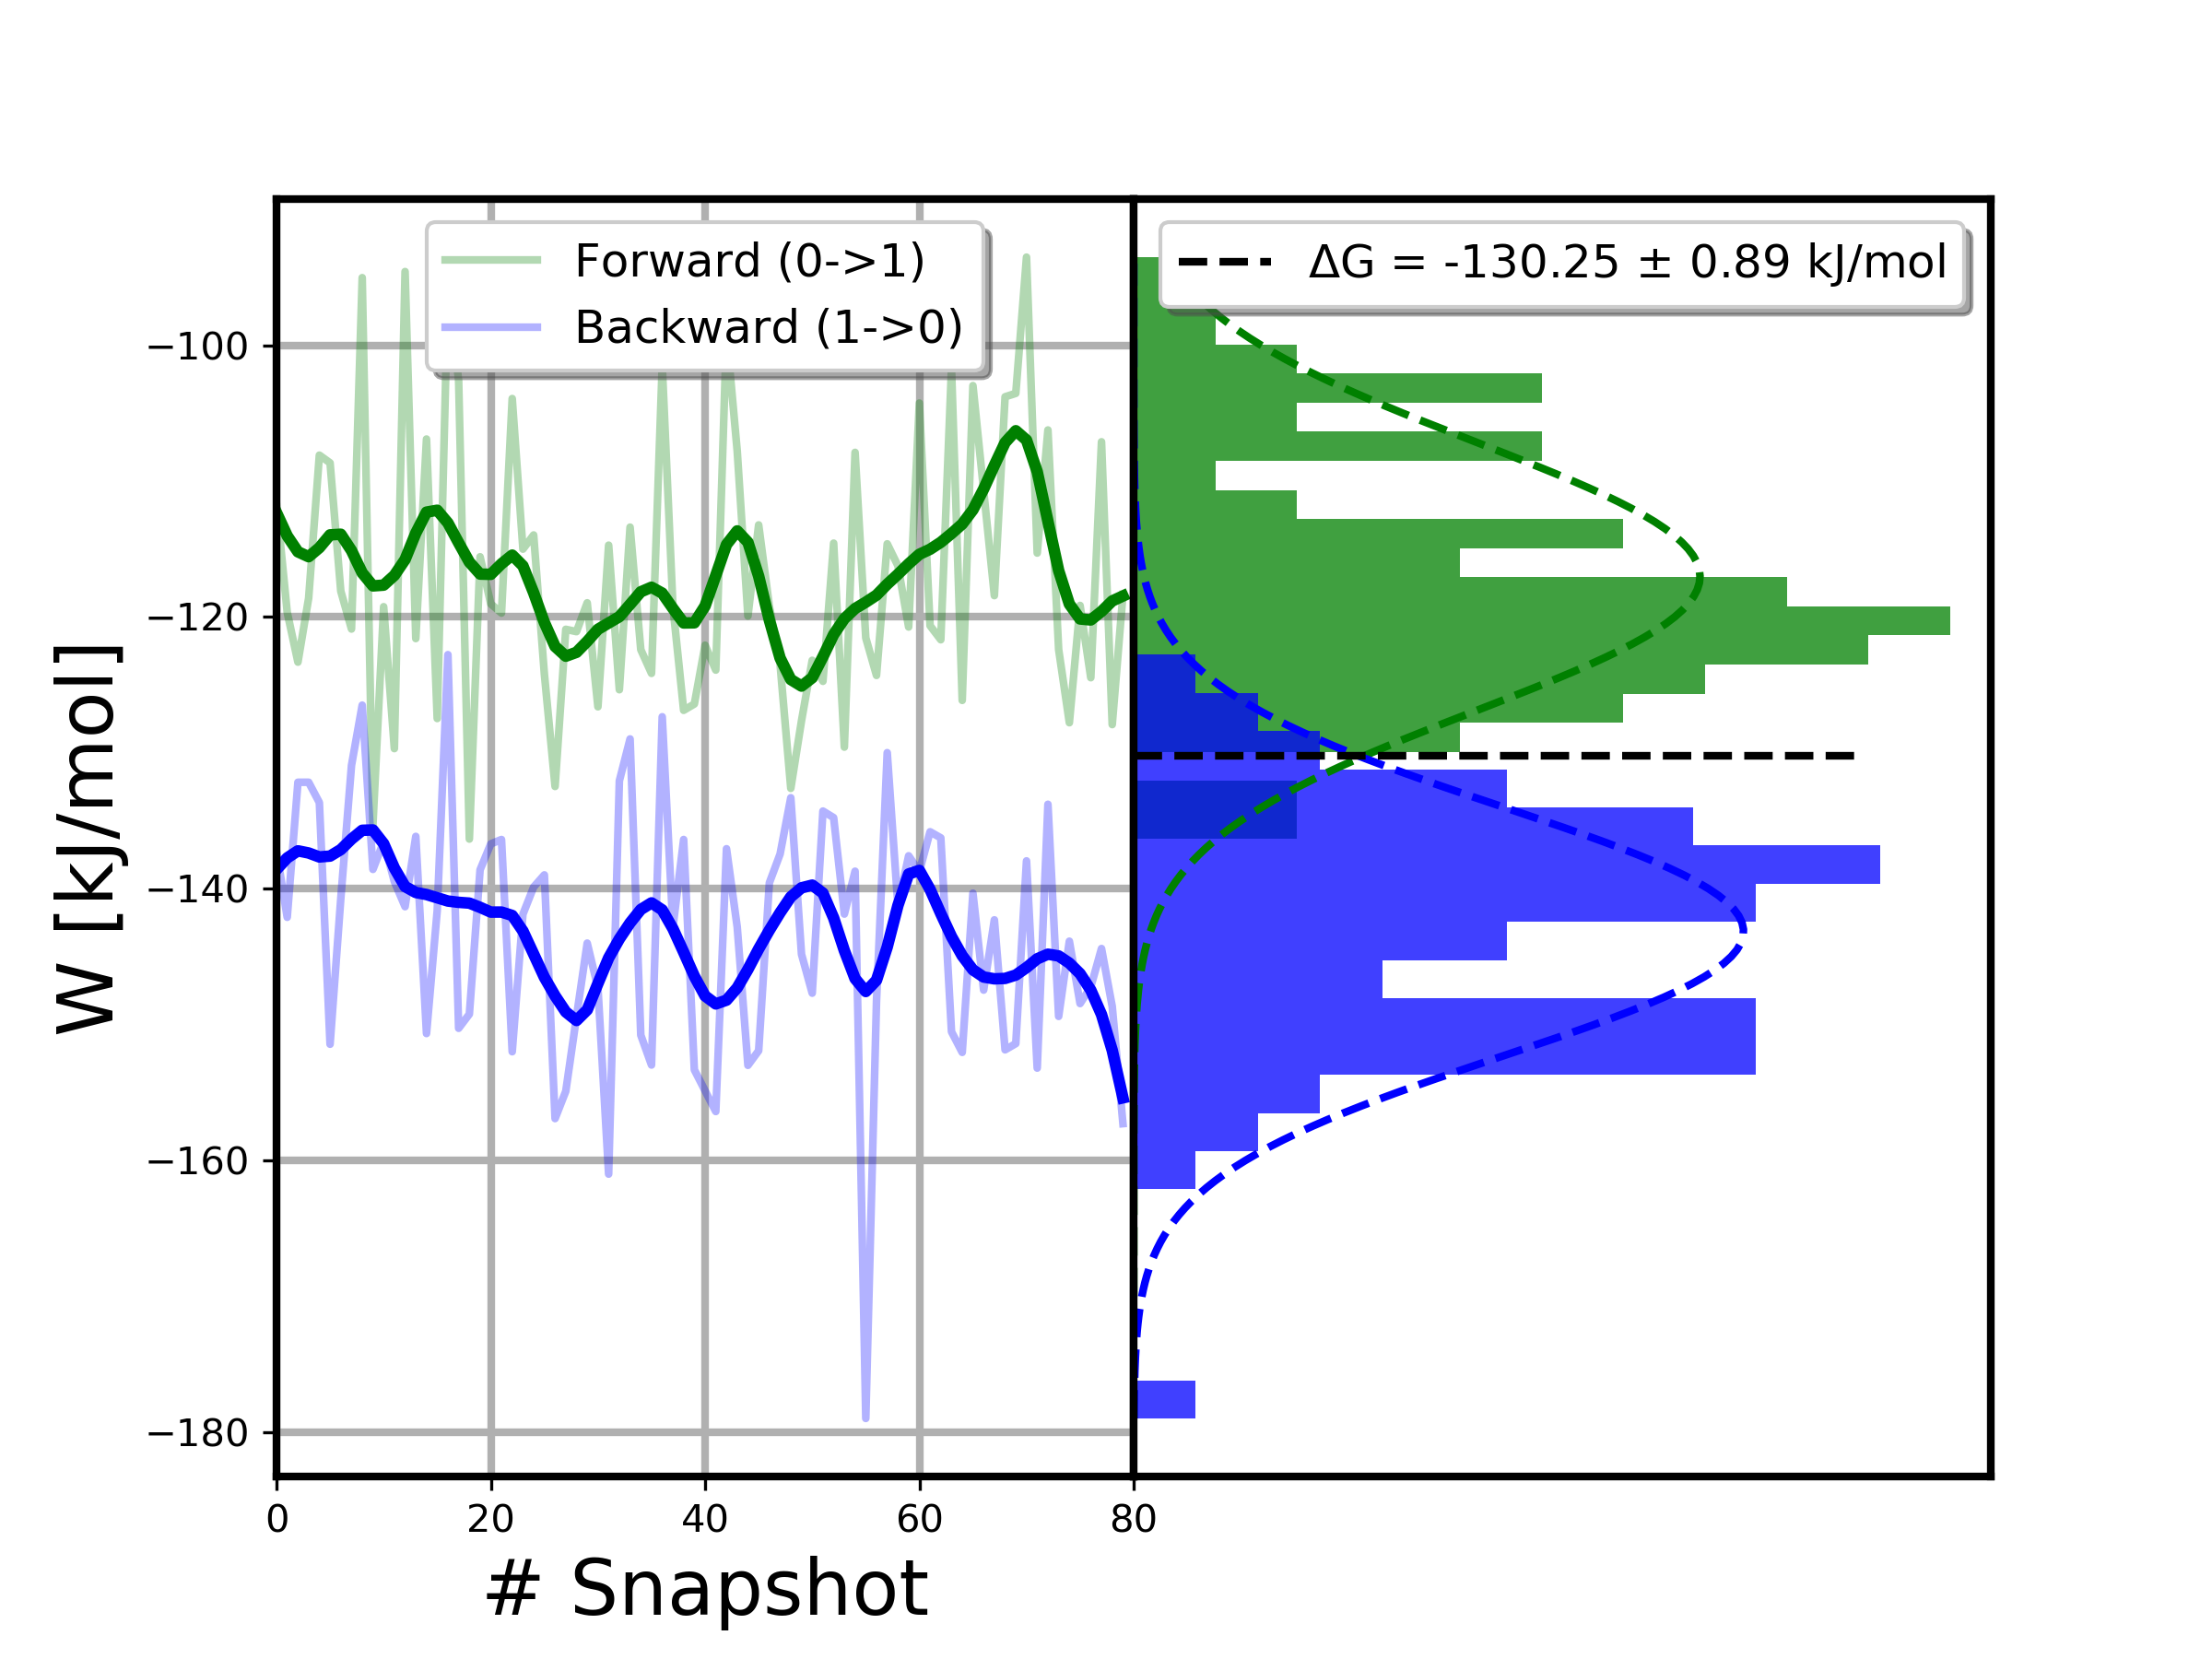 Forward (0->1)
Backward (1->0)
ΔG = -130.25 ± 0.89 kJ/mol
−100
−120
−140
−160
−180
W [kJ/mol]
0 20 40 60 80
# Snapshot